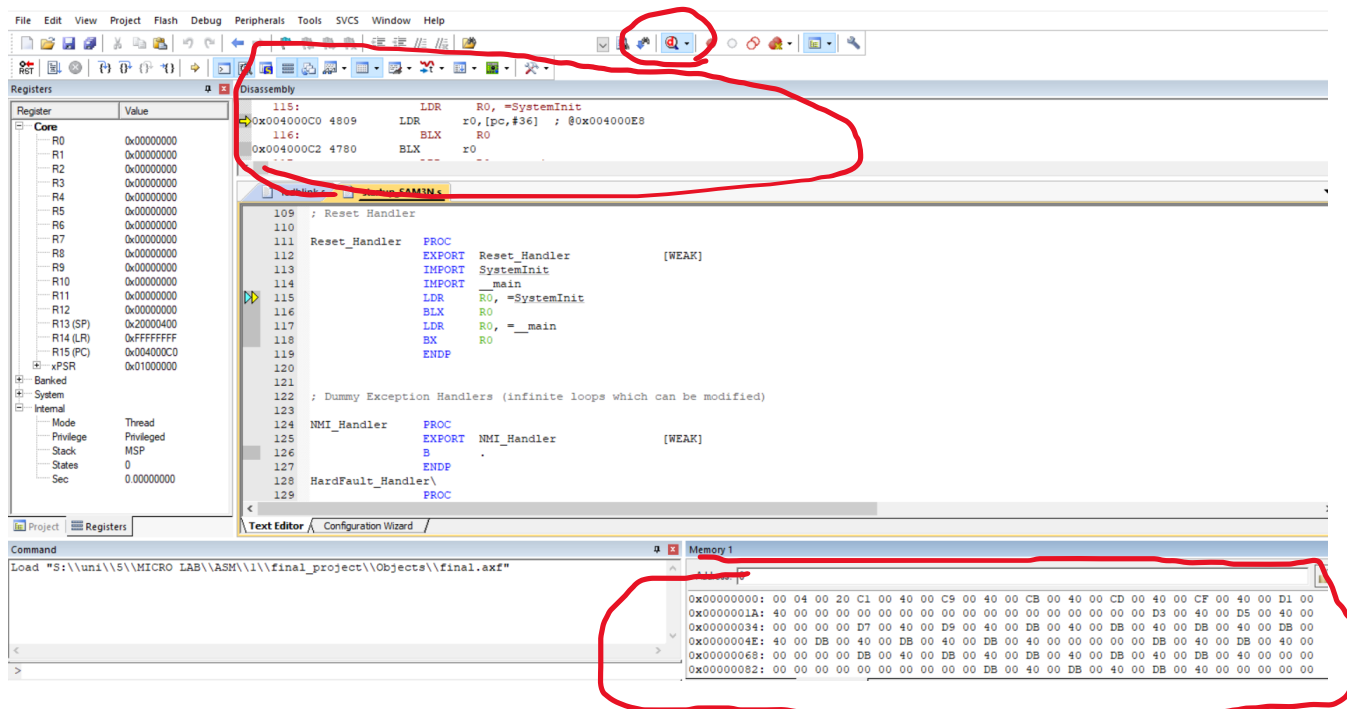 File Edit View Project Flash Debug Peripherals Tools SVCS Window Help
RST
Registers
Register Value
Core
R0 0x00000000
R1 0x00000000
R2 0x00000000
R3 0x00000000
R4 0x00000000
R5 0x00000000
R6 0x00000000
R7 0x00000000
R8 0x00000000
R9 0x00000000
R10 0x00000000
R11 0x00000000
R12 0x00000000
R13 (SP) 0x20000400
R14 (LR) 0xFFFFFFFF
R15 (PC) 0x004000C0
xPSR 0x01000000
Banked
System
Internal
Mode Thread
Privilege Privileged
Stack MSP
States 0
Sec 0.00000000
Project Registers
Disassembly
115: LDR R0, =SystemInit
0x004000C0 4809 LDR r0,[pc,#36] ; @0x004000E8
116: BLX R0
0x004000C2 4780 BLX r0
startup_SAM3N.s
109 ; Reset Handler
110
111 Reset_Handler PROC
112 EXPORT Reset_Handler [WEAK]
113 IMPORT SystemInit
114 IMPORT __main
115 LDR R0, =SystemInit
116 BLX R0
117 LDR R0, =__main
118 BX R0
119 ENDP
120
121
122 ; Dummy Exception Handlers (infinite loops which can be modified)
123
124 NMI_Handler PROC
125 EXPORT NMI_Handler [WEAK]
126 B .
127 ENDP
128 HardFault_Handler\
129 PROC
Text Editor Configuration Wizard
Command
Load "S:\\uni\\5\\MICRO LAB\\ASM\\1\\final_project\\Objects\\final.axf"
>
Memory 1
0x00000000: 00 04 00 20 C1 00 40 00 C9 00 40 00 CB 00 40 00 CD 00 40 00 CF 00 40 00 D1 00
0x0000001A: 40 00 00 00 00 00 00 00 00 00 00 00 00 00 00 00 00 00 D3 00 40 00 D5 00 40 00
0x00000034: 00 00 00 00 D7 00 40 00 D9 00 40 00 DB 00 40 00 DB 00 40 00 DB 00 40 00 DB 00
0x0000004E: 40 00 DB 00 40 00 DB 00 40 00 DB 00 40 00 00 00 00 00 DB 00 40 00 DB 00 40 00
0x00000068: 00 00 00 00 DB 00 40 00 DB 00 40 00 DB 00 40 00 DB 00 40 00 DB 00 40 00 00 00
0x00000082: 00 00 00 00 00 00 00 00 00 00 DB 00 40 00 DB 00 40 00 DB 00 40 00 00 00 00 00